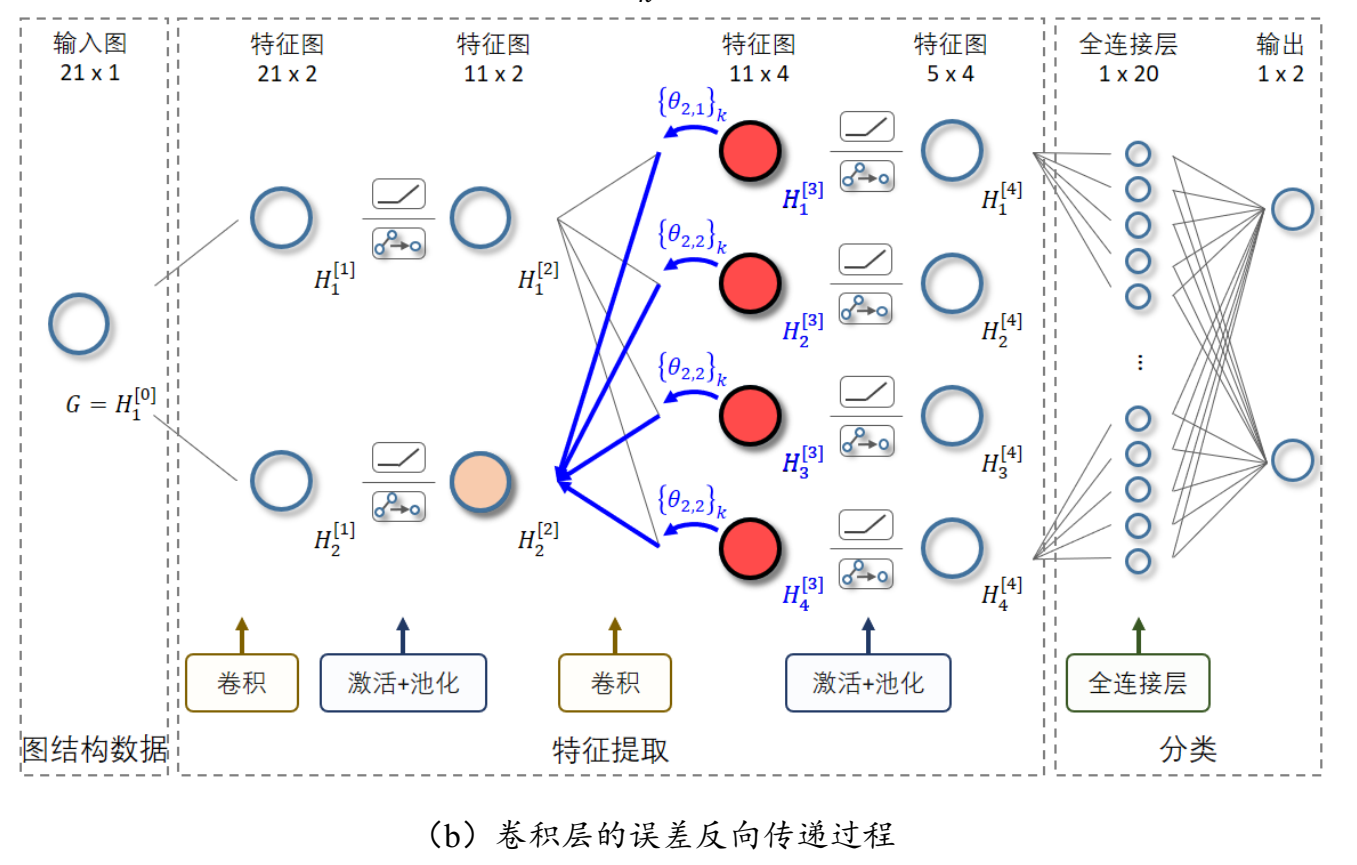 k
输入图
21 x 1
特征图
21 x 2
特征图
11 x 2
特征图
11 x 4
特征图
5 x 4
全连接层
1 x 20
输出
1 x 2
{θ_{2,1}}_k
H_1^{[3]}
H_1^{[4]}
H_1^{[1]}
H_1^{[2]}
{θ_{2,2}}_k
H_2^{[3]}
H_2^{[4]}
G = H_1^{[0]}
{θ_{2,2}}_k
H_3^{[3]}
H_3^{[4]}
...
H_2^{[1]}
H_2^{[2]}
{θ_{2,2}}_k
H_4^{[3]}
H_4^{[4]}
卷积
激活+池化
卷积
激活+池化
全连接层
图结构数据
特征提取
分类
（b）卷积层的误差反向传递过程